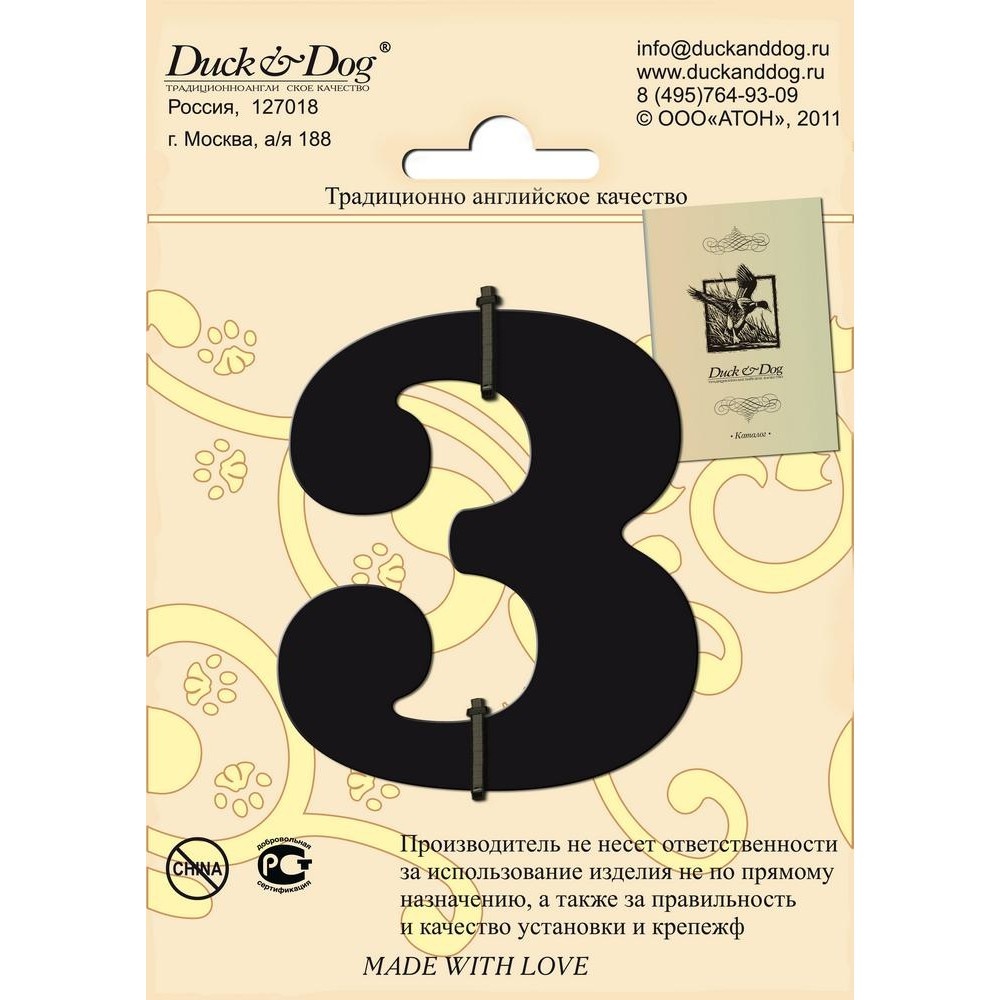 Duck & Dog®
ТРАДИЦИОННОАНГЛИ СКОЕ КАЧЕСТВО
Россия, 127018
г. Москва, а/я 188
info@duckanddog.ru
www.duckanddog.ru
8 (495)764-93-09
© ООО«АТОН», 2011
Традиционно английское качество
Duck & Dog
• Каталог •
3
CHINA
добровольная
РСТ
сертификация
Производитель не несет ответственности
за использование изделия не по прямому
назначению, а также за правильность
и качество установки и крепежф
MADE WITH LOVE